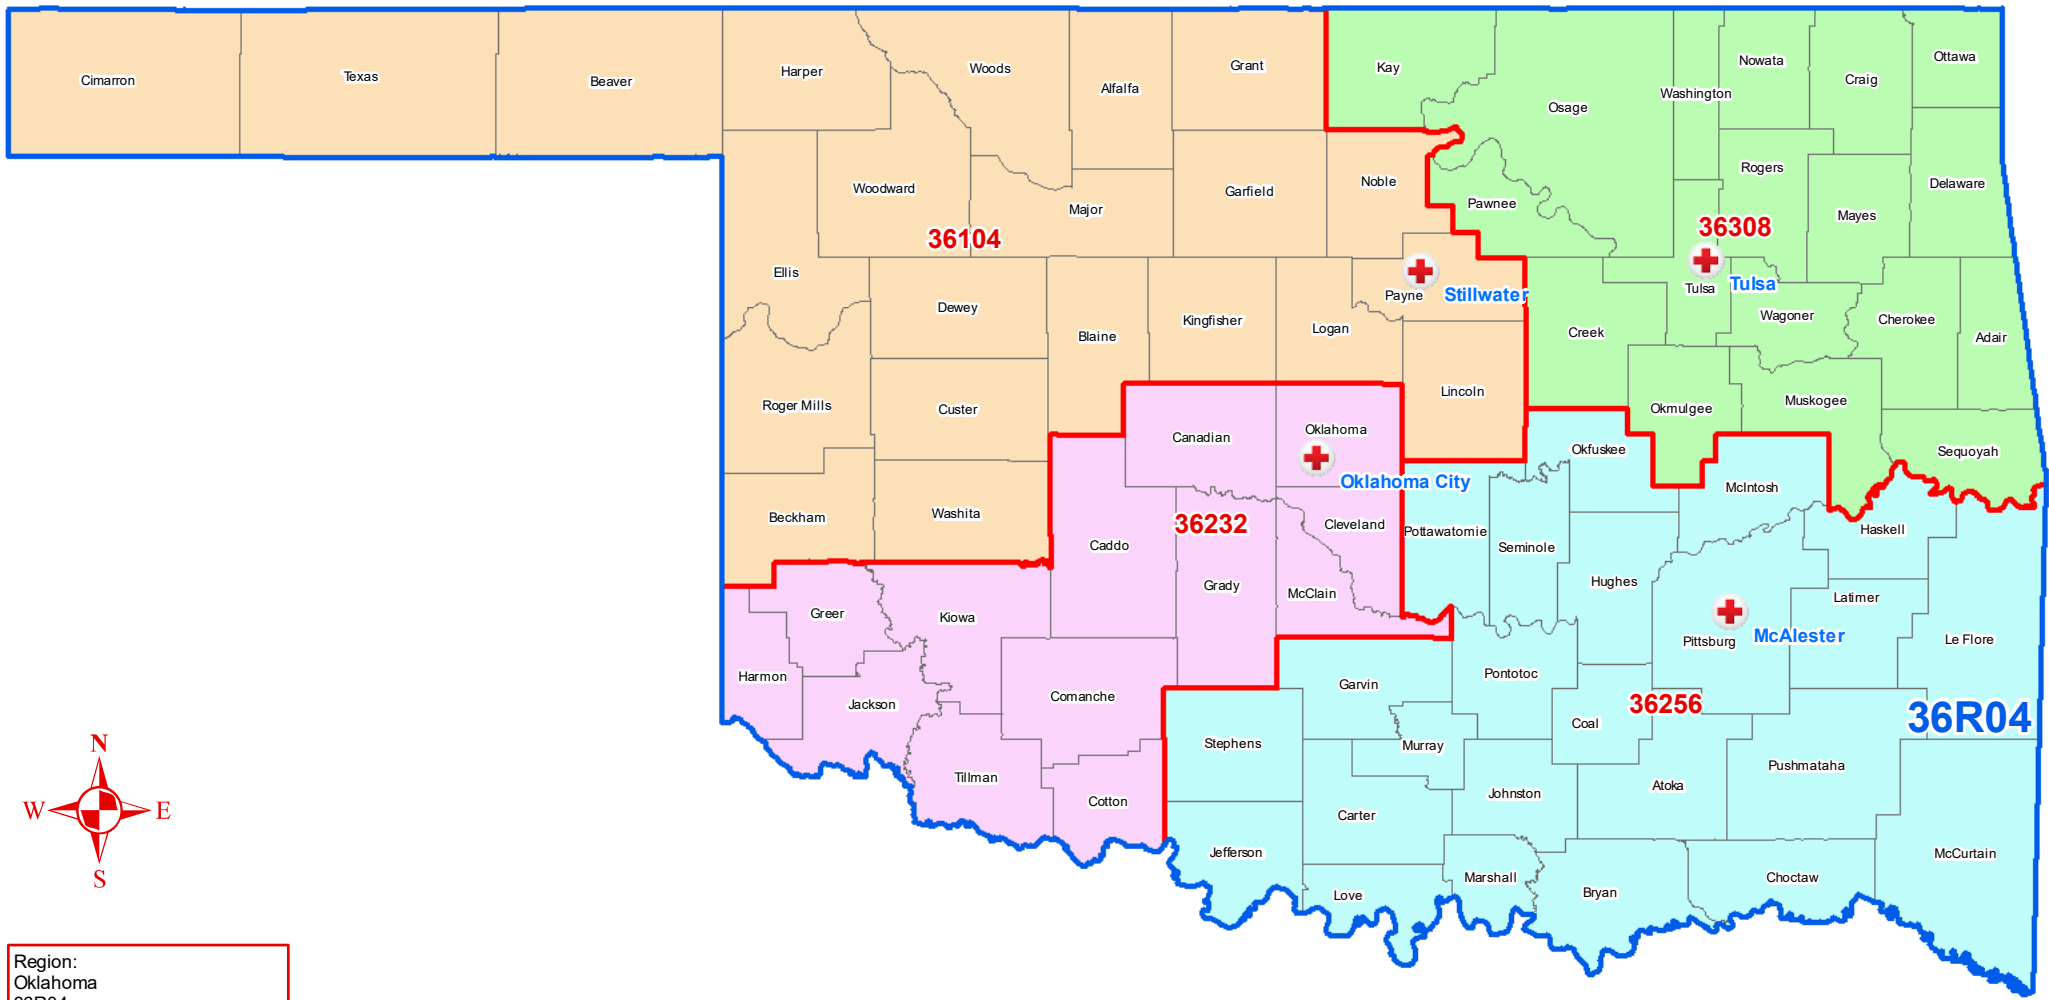 Cimarron
Texas
Beaver
Harper
Woods
Alfalfa
Grant
Kay
Osage
Washington
Nowata
Craig
Ottawa
Woodward
Major
Garfield
Noble
Pawnee
Rogers
Mayes
Delaware
36104
36308
Ellis
Dewey
Blaine
Kingfisher
Logan
Payne
Stillwater
Tulsa
Tulsa
Creek
Wagoner
Cherokee
Adair
Roger Mills
Custer
Lincoln
Okmulgee
Muskogee
Sequoyah
Canadian
Oklahoma
Oklahoma City
Okfuskee
McIntosh
Haskell
Beckham
Washita
Caddo
36232
Cleveland
Pottawatomie
Seminole
Hughes
Grady
McClain
Latimer
Le Flore
Pittsburg
McAlester
Greer
Kiowa
Harmon
Jackson
Comanche
Garvin
Pontotoc
Coal
36256
36R04
Stephens
Murray
Pushmataha
Tillman
Cotton
Johnston
Atoka
Carter
Jefferson
McCurtain
Marshall
Bryan
Choctaw
Love
N
W E
S
Region:
Oklahoma
36R04